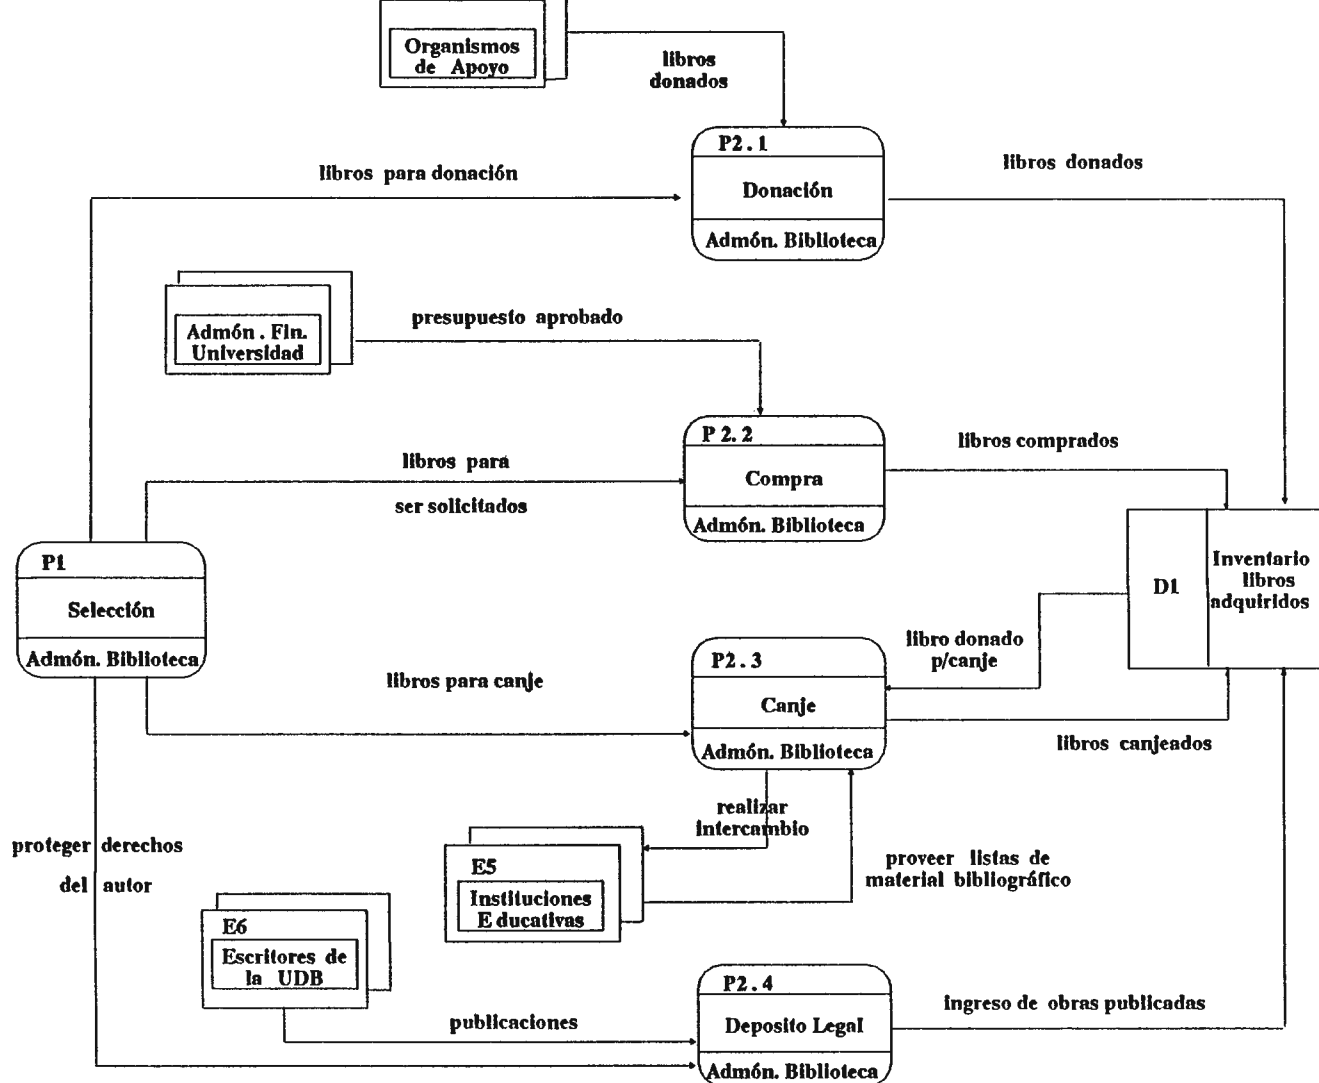 Organismos
de Apoyo
libros
donados
P2.1
Donación
Admón. Biblioteca
libros para donación
libros donados
Admón . Fin.
Universidad
presupuesto aprobado
P 2.2
Compra
Admón. Biblioteca
libros para
ser solicitados
libros comprados
P1
Selección
Admón. Biblioteca
D1
Inventario
libros
adquiridos
libro donado
p/canje
P2.3
Canje
Admón. Biblioteca
libros para canje
libros canjeados
realizar
intercambio
proteger derechos
del autor
E5
Instituciones
E ducativas
proveer listas de
material bibliográfico
E6
Escritores de
la UDB
P2.4
Deposito Legal
Admón. Biblioteca
publicaciones
ingreso de obras publicadas